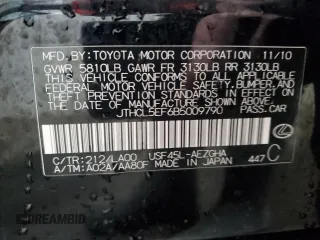 MFD. BY: TOYOTA MOTOR CORPORATION 11/10
GVWR 5810LB GAWR FR 3130LB RR 3130LB
THIS VEHICLE CONFORMS TO ALL APPLICABLE
FEDERAL MOTOR VEHICLE SAFETY, BUMPER, AND
THEFT PREVENTION STANDARDS IN EFFECT ON
THE DATE OF MANUFACTURE SHOWN ABOVE.
JTHCL5EF6B5009790 PASS.CAR
C/TR: 212/LA00 USF45L-AEZGHA
A/TM: A02A/AA80F MADE IN JAPAN 447 C
© AUTOBIDMASTER